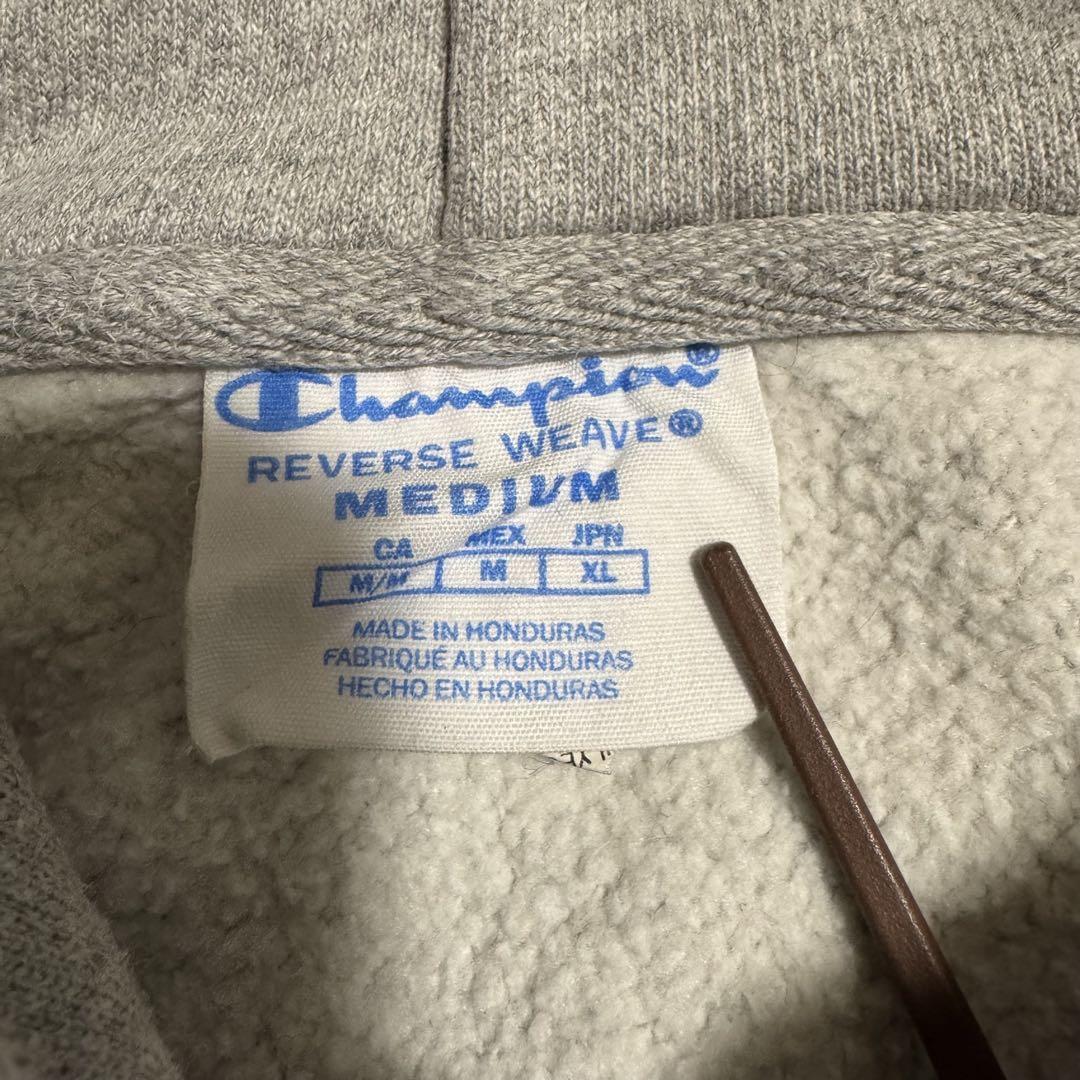 Champion®
REVERSE WEAVE®
MEDIUM
CA MEX JPN
M/M M XL
MADE IN HONDURAS
FABRIQUÉ AU HONDURAS
HECHO EN HONDURAS